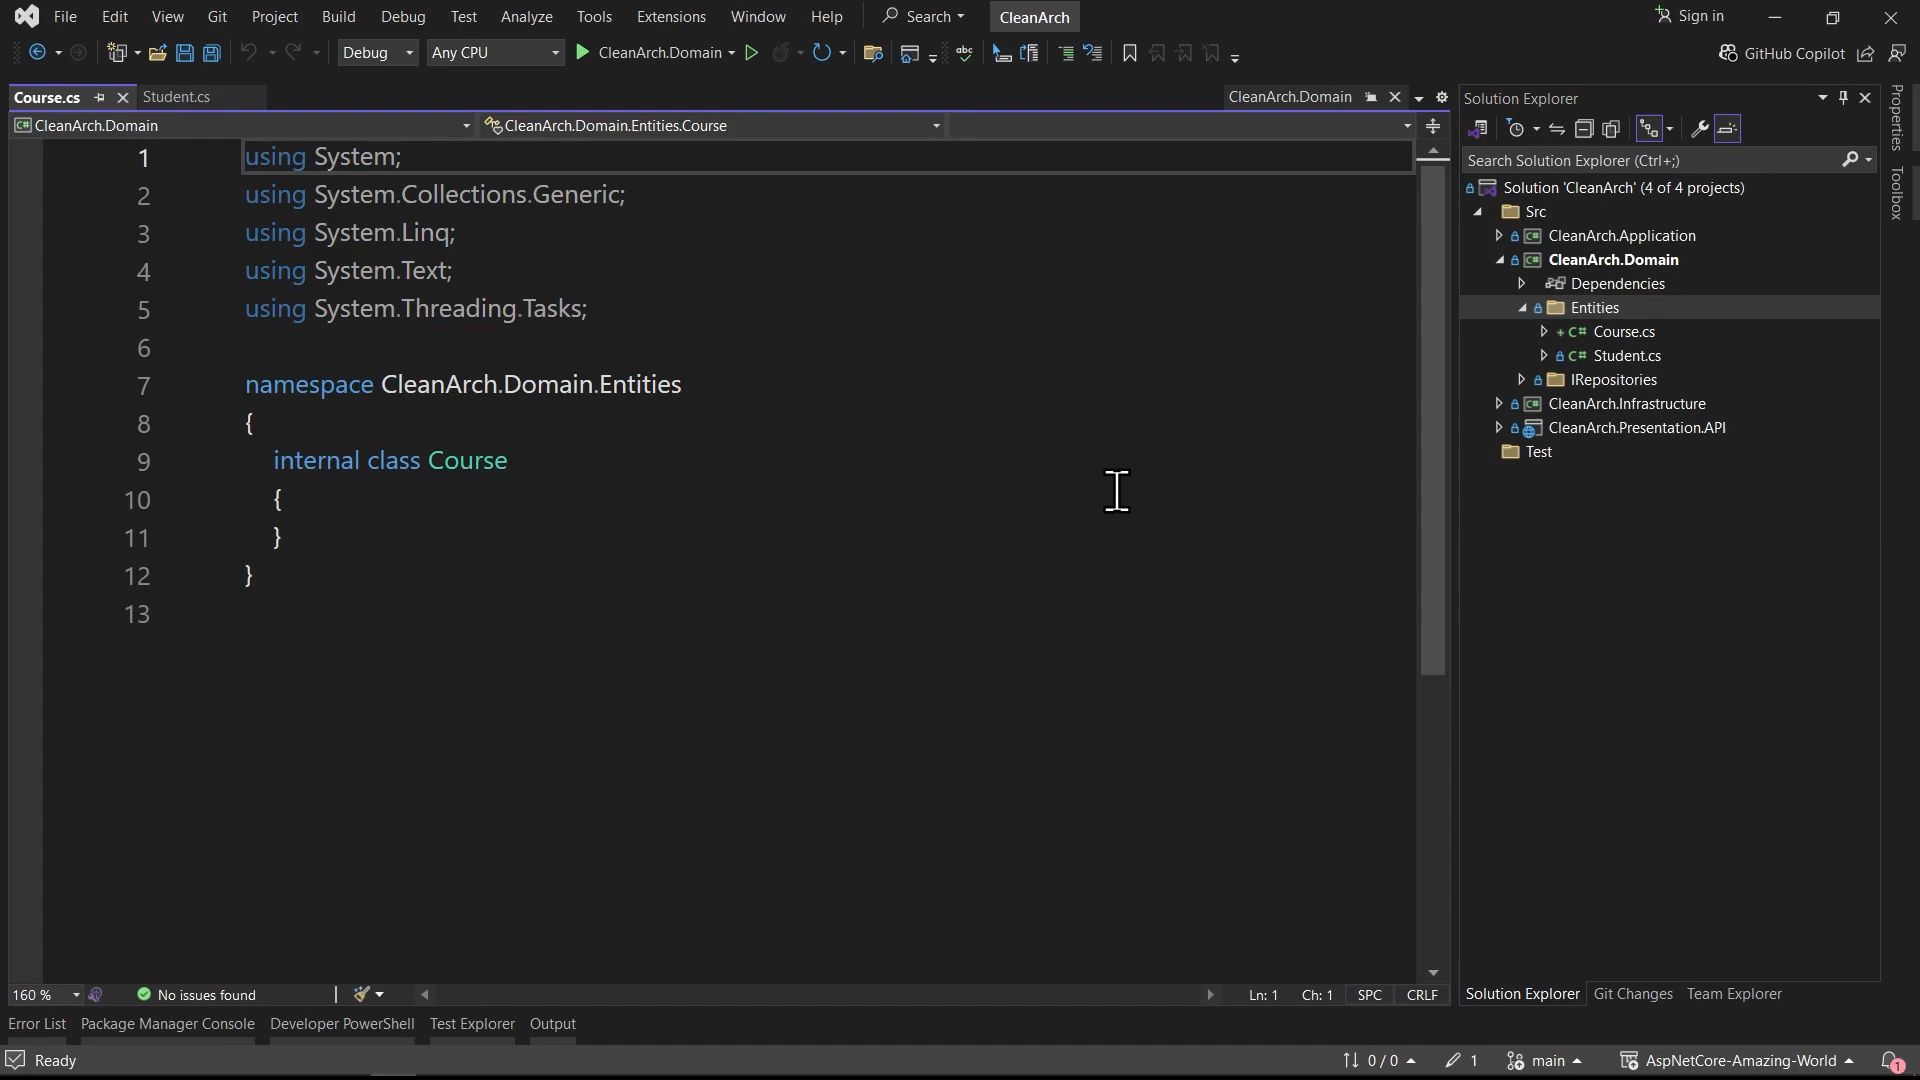 File Edit View Git Project Build Debug Test Analyze Tools Extensions Window Help Search CleanArch Sign in
Debug Any CPU CleanArch.Domain abc GitHub Copilot
Course.cs Student.cs CleanArch.Domain
CleanArch.Domain CleanArch.Domain.Entities.Course
1 using System;
2 using System.Collections.Generic;
3 using System.Linq;
4 using System.Text;
5 using System.Threading.Tasks;
6
7 namespace CleanArch.Domain.Entities
8 {
9 internal class Course
10 {
11 }
12 }
13
160 % No issues found Ln: 1 Ch: 1 SPC CRLF
Solution Explorer
Search Solution Explorer (Ctrl+;)
Solution 'CleanArch' (4 of 4 projects)
Src
C# CleanArch.Application
C# CleanArch.Domain
Dependencies
Entities
+ C# Course.cs
C# Student.cs
IRepositories
C# CleanArch.Infrastructure
CleanArch.Presentation.API
Test
Solution Explorer Git Changes Team Explorer
Properties
Toolbox
Error List Package Manager Console Developer PowerShell Test Explorer Output
Ready 0 / 0 1 main AspNetCore-Amazing-World 1